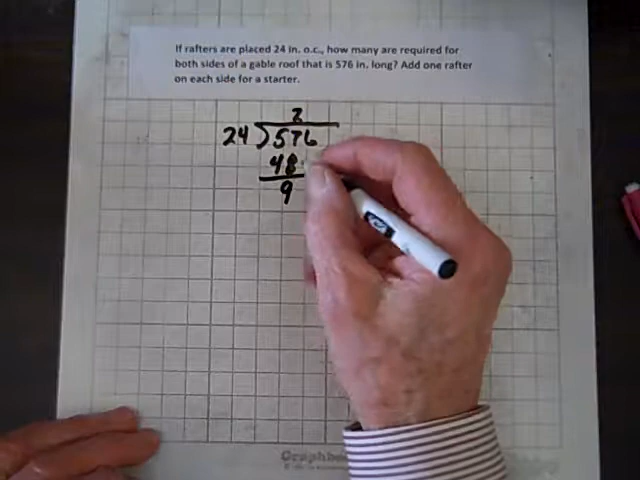 If rafters are placed 24 in. o.c., how many are required for
both sides of a gable roof that is 576 in. long? Add one rafter
on each side for a starter.
2
24)576
48
9